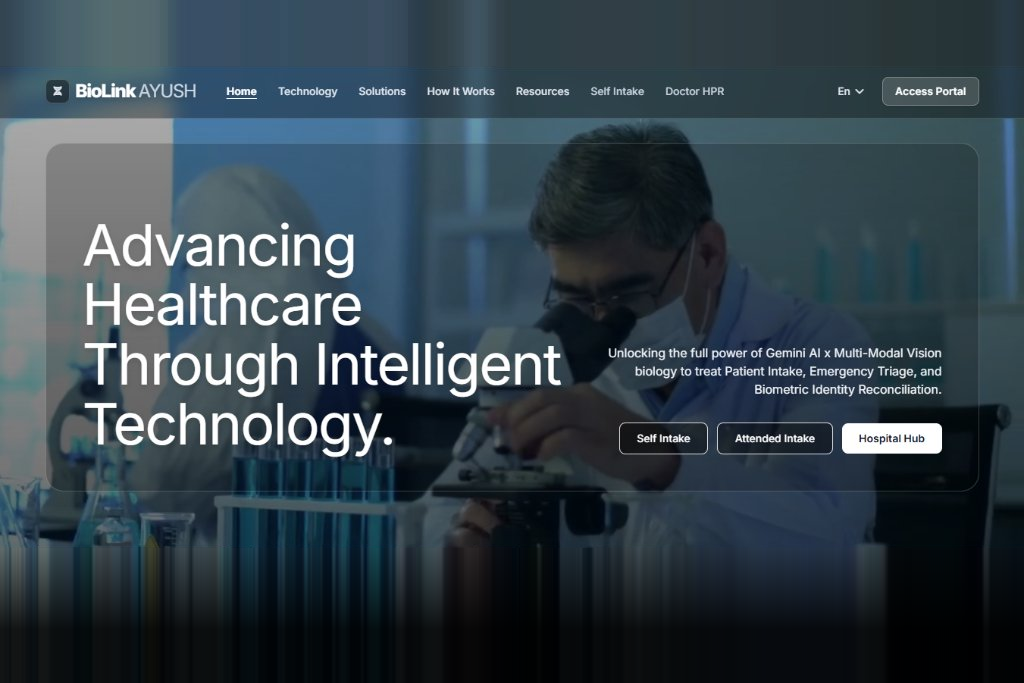 BioLink AYUSH
Home
Technology
Solutions
How It Works
Resources
Self Intake
Doctor HPR
En
Access Portal
Advancing
Healthcare
Through Intelligent
Technology.
Unlocking the full power of Gemini AI x Multi-Modal Vision
biology to treat Patient Intake, Emergency Triage, and
Biometric Identity Reconciliation.
Self Intake
Attended Intake
Hospital Hub